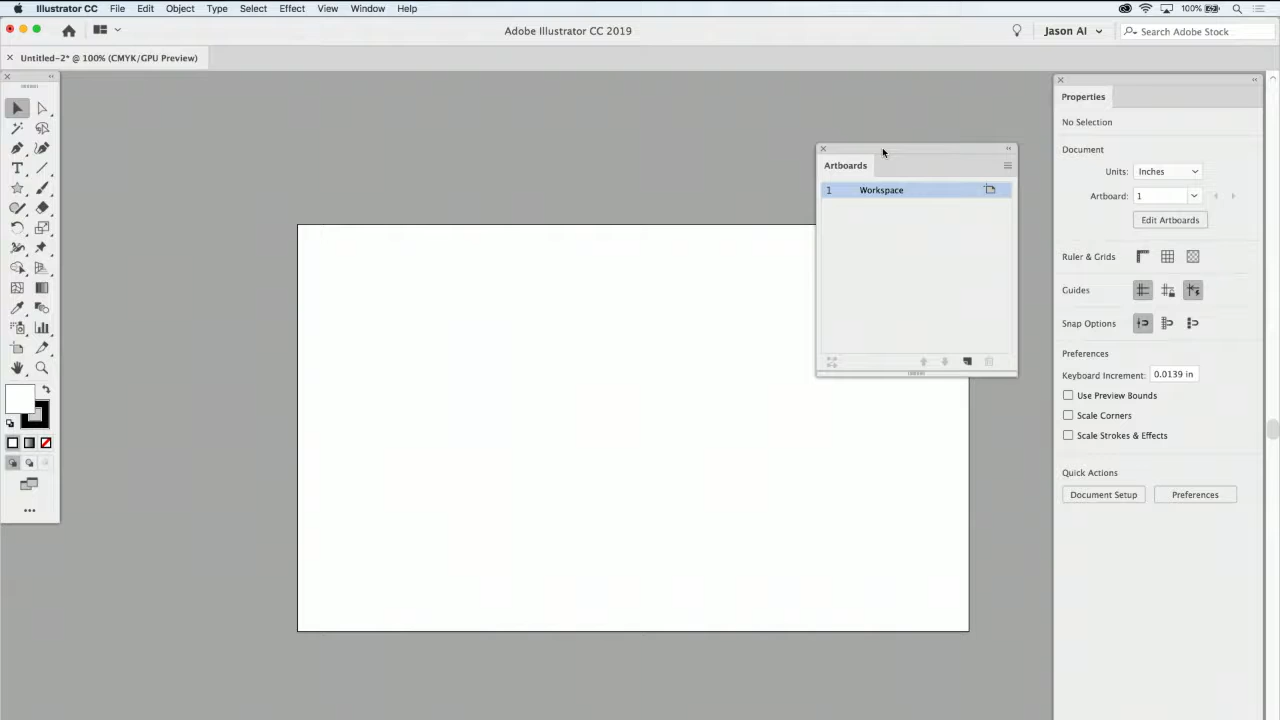 Illustrator CC File Edit Object Type Select Effect View Window Help 100%
Adobe Illustrator CC 2019 Jason AI Search Adobe Stock
Untitled-2* @ 100% (CMYK/GPU Preview)
Properties
No Selection
Document
Artboards
Units: Inches
1 Workspace
Artboard: 1
Edit Artboards
Ruler & Grids
Guides
Snap Options
Preferences
Keyboard Increment: 0.0139 in
Use Preview Bounds
Scale Corners
Scale Strokes & Effects
Quick Actions
Document Setup Preferences